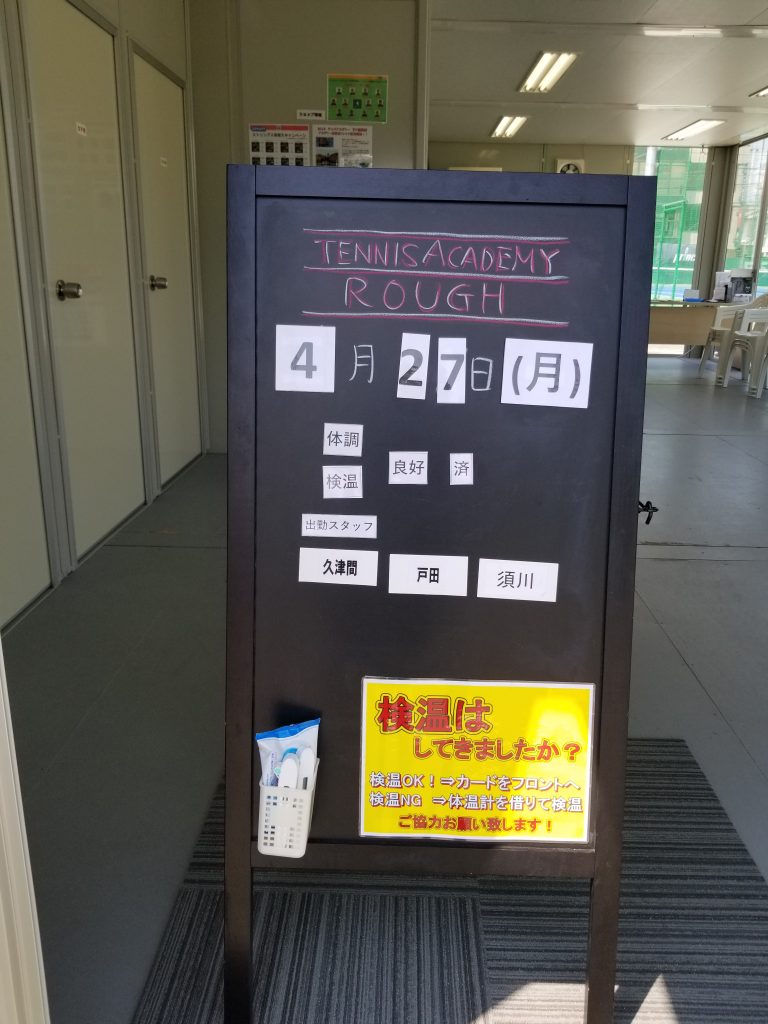 TENNIS ACADEMY
ROUGH
4月27日(月)
体調
検温
良好 済
出勤スタッフ
久津間 戸田 須川
検温は
してきましたか？
検温OK！⇒カードをフロントへ
検温NG ⇒体温計を借りて検温
ご協力お願い致します！